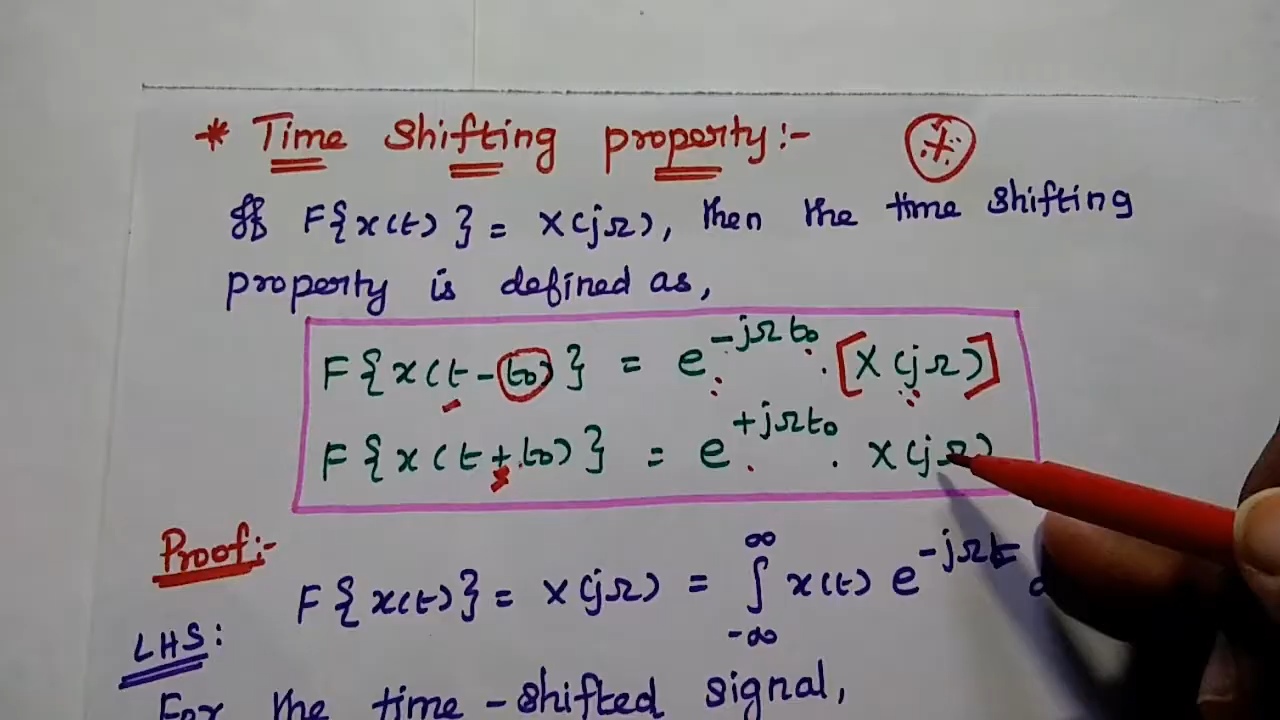 * Time Shifting property:-
If F{x(t)} = X(jΩ), then the time shifting
property is defined as,
F{x(t-t₀)} = e^{-jΩt₀} . [X(jΩ)]
F{x(t+t₀)} = e^{+jΩt₀} . X(jΩ)
Proof:-
F{x(t)} = X(jΩ) = ∫_{-∞}^{∞} x(t) e^{-jΩt}
LHS:
For the time-shifted signal,